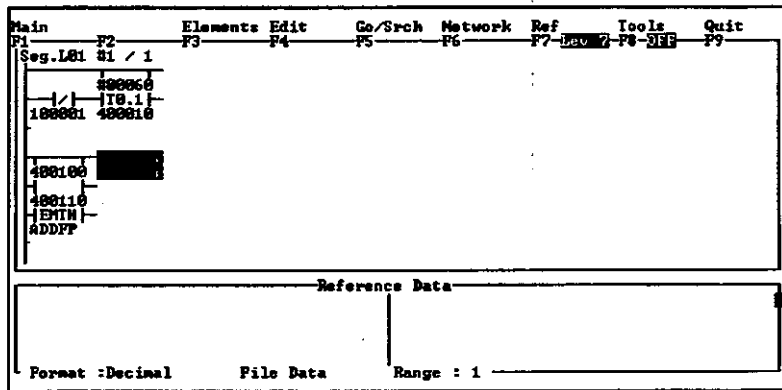 Main Elements Edit Go/Srch Network Ref Tools Quit
F1 F2 F3 F4 F5 F6 F7 Lev ? F8 OFF F9
Seg.L01 #1 / 1
#00060
T0.1
100001 400010
400100
400110
EMTH
ADDFP
Reference Data
Format :Decimal File Data Range : 1